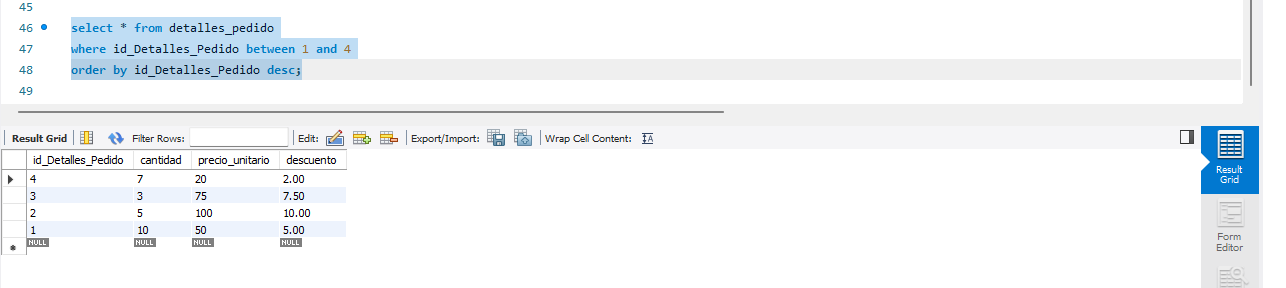 45
46 select * from detalles_pedido
47 where id_Detalles_Pedido between 1 and 4
48 order by id_Detalles_Pedido desc;
49
Result Grid Filter Rows: Edit: Export/Import: Wrap Cell Content:
id_Detalles_Pedido cantidad precio_unitario descuento
4 7 20 2.00
3 3 75 7.50
2 5 100 10.00
1 10 50 5.00
NULL NULL NULL NULL
Result
Grid
Form
Editor